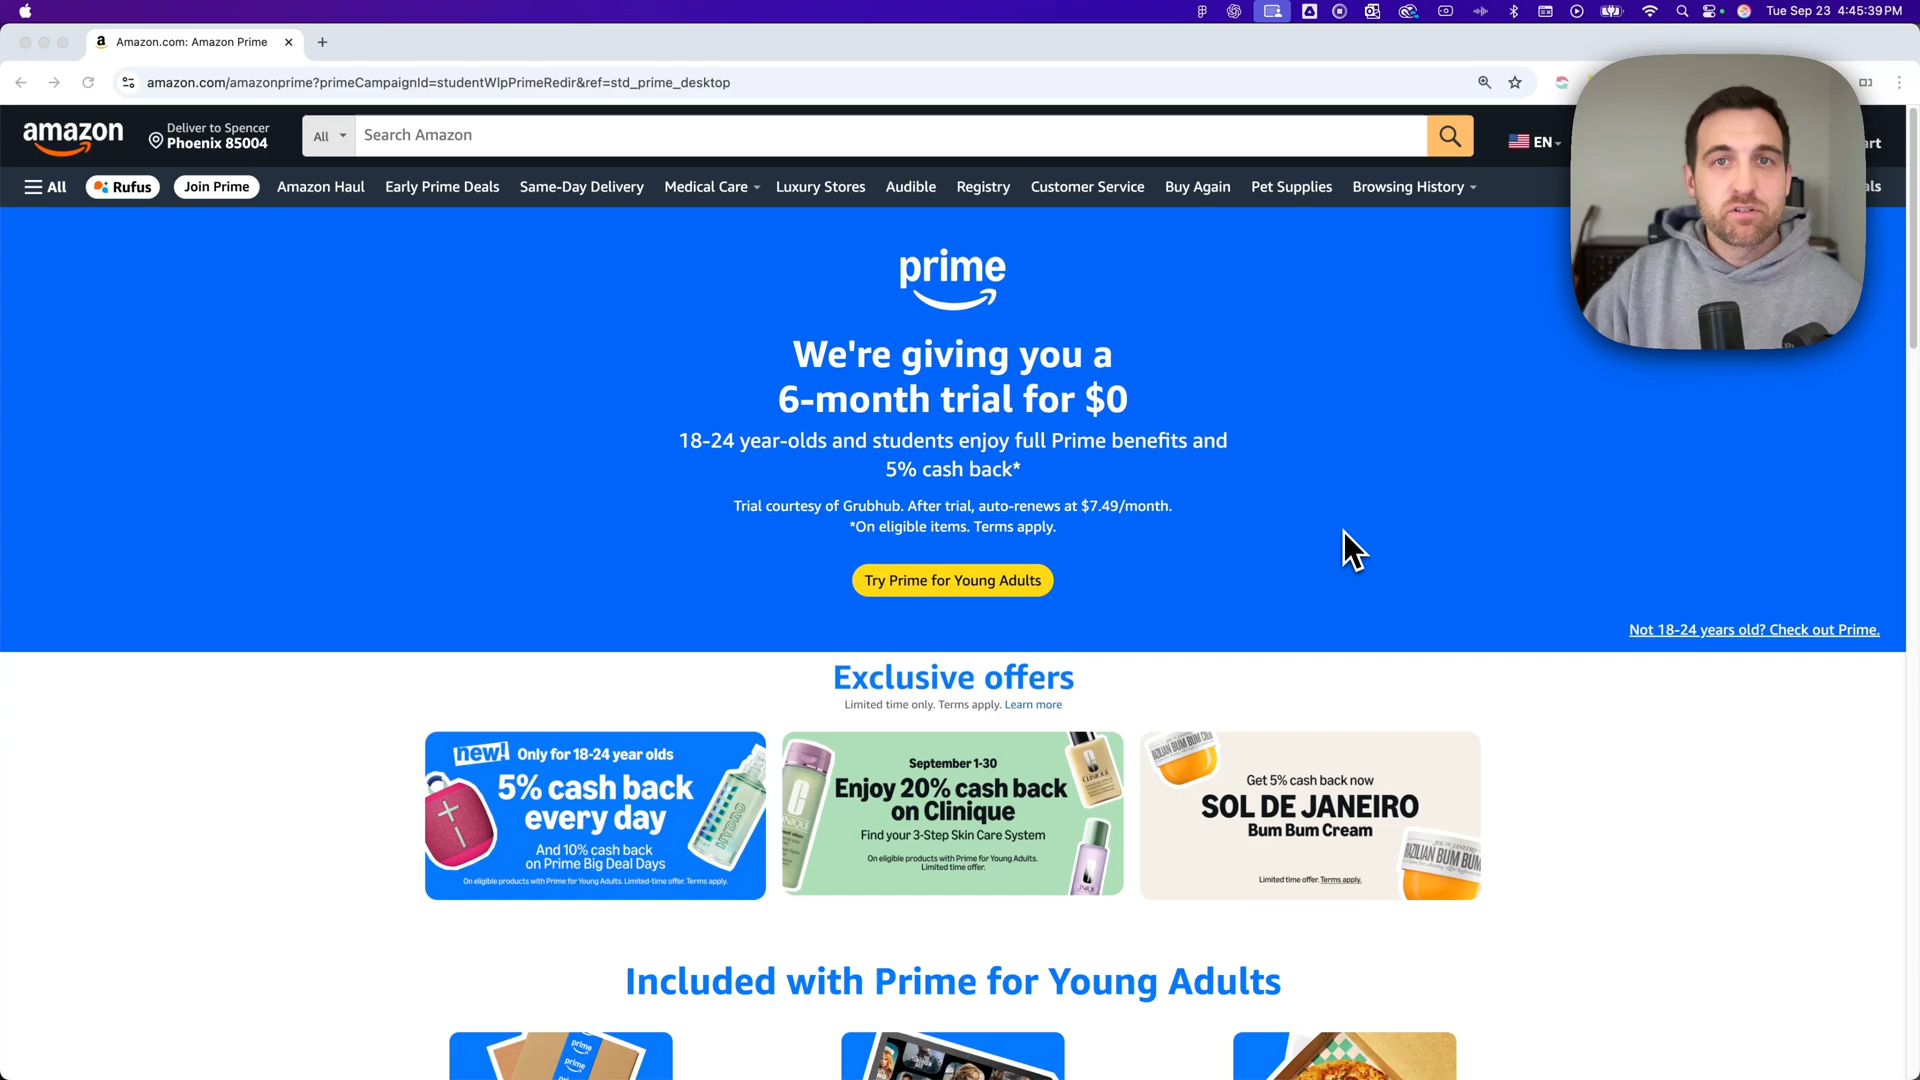 Tue Sep 23 4:45:39 PM
Amazon.com: Amazon Prime
amazon.com/amazonprime?primeCampaignId=studentWlpPrimeRedir&ref=std_prime_desktop
amazon
Deliver to Spencer
Phoenix 85004
All
Search Amazon
EN
All
Rufus
Join Prime
Amazon Haul
Early Prime Deals
Same-Day Delivery
Medical Care
Luxury Stores
Audible
Registry
Customer Service
Buy Again
Pet Supplies
Browsing History
prime
We're giving you a
6-month trial for $0
18-24 year-olds and students enjoy full Prime benefits and
5% cash back*
Trial courtesy of Grubhub. After trial, auto-renews at $7.49/month.
*On eligible items. Terms apply.
Try Prime for Young Adults
Not 18-24 years old? Check out Prime.
Exclusive offers
Limited time only. Terms apply. Learn more
new! Only for 18-24 year olds
5% cash back
every day
And 10% cash back
on Prime Big Deal Days
On eligible products with Prime for Young Adults. Limited-time offer. Terms apply.
HYDRO
September 1-30
Enjoy 20% cash back
on Clinique
Find your 3-Step Skin Care System
On eligible products with Prime for Young Adults.
Limited time offer.
CLINIQUE
Get 5% cash back now
SOL DE JANEIRO
Bum Bum Cream
Limited time offer. Terms apply.
Included with Prime for Young Adults
prime
prime